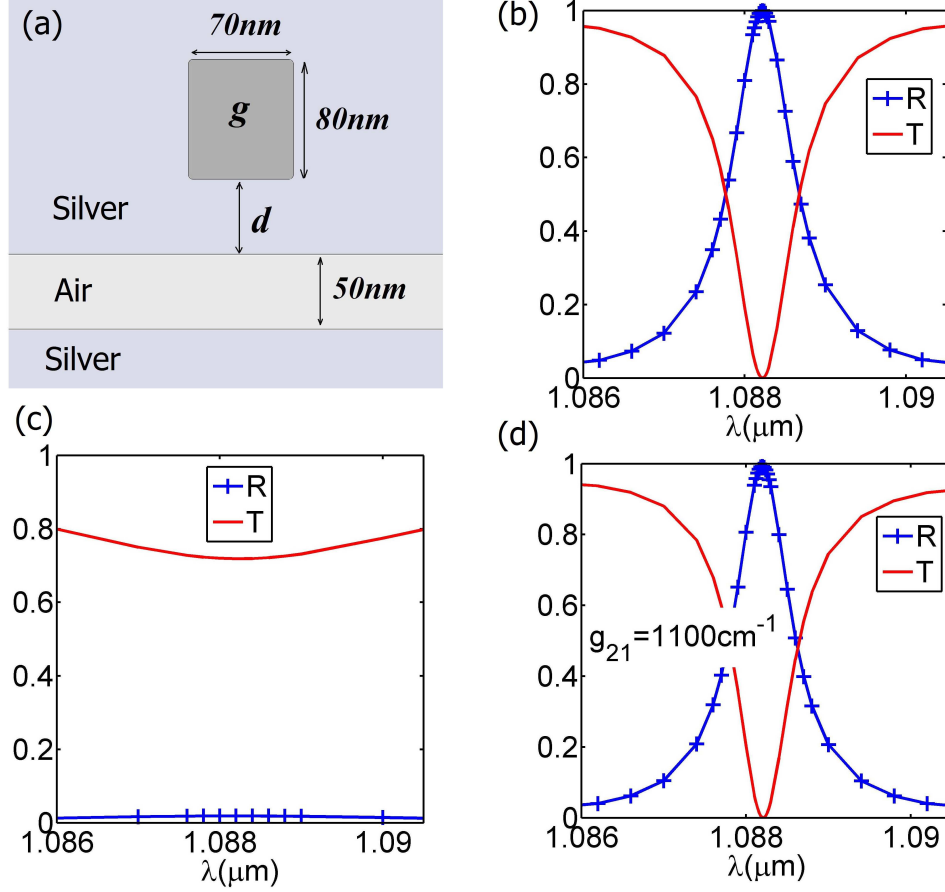 (a)
70nm
g
80nm
Silver
d
Air
50nm
Silver
(b)
1
0.8
0.6
0.4
0.2
0
R
T
1.086
1.088
1.09
λ(μm)
(c)
1
0.8
0.6
0.4
0.2
0
R
T
1.086
1.088
1.09
λ(μm)
(d)
1
0.8
0.6
0.4
0.2
0
R
T
g₂₁=1100cm⁻¹
1.086
1.088
1.09
λ(μm)